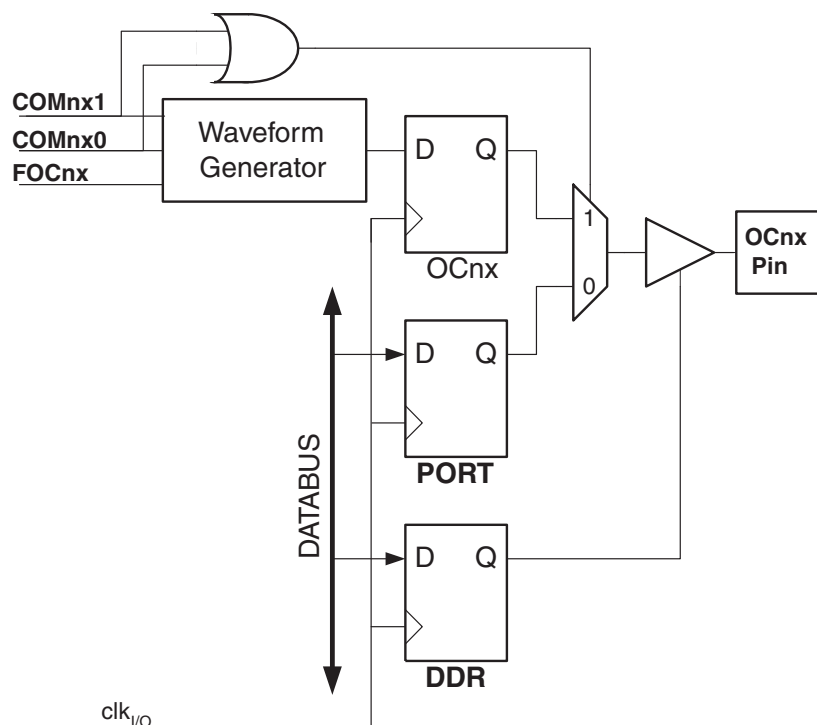 COMnx1
COMnx0
FOCnx
Waveform
Generator
D Q
OCnx
1
0
OCnx
Pin
D Q
PORT
DATABUS
D Q
DDR
clkI/O